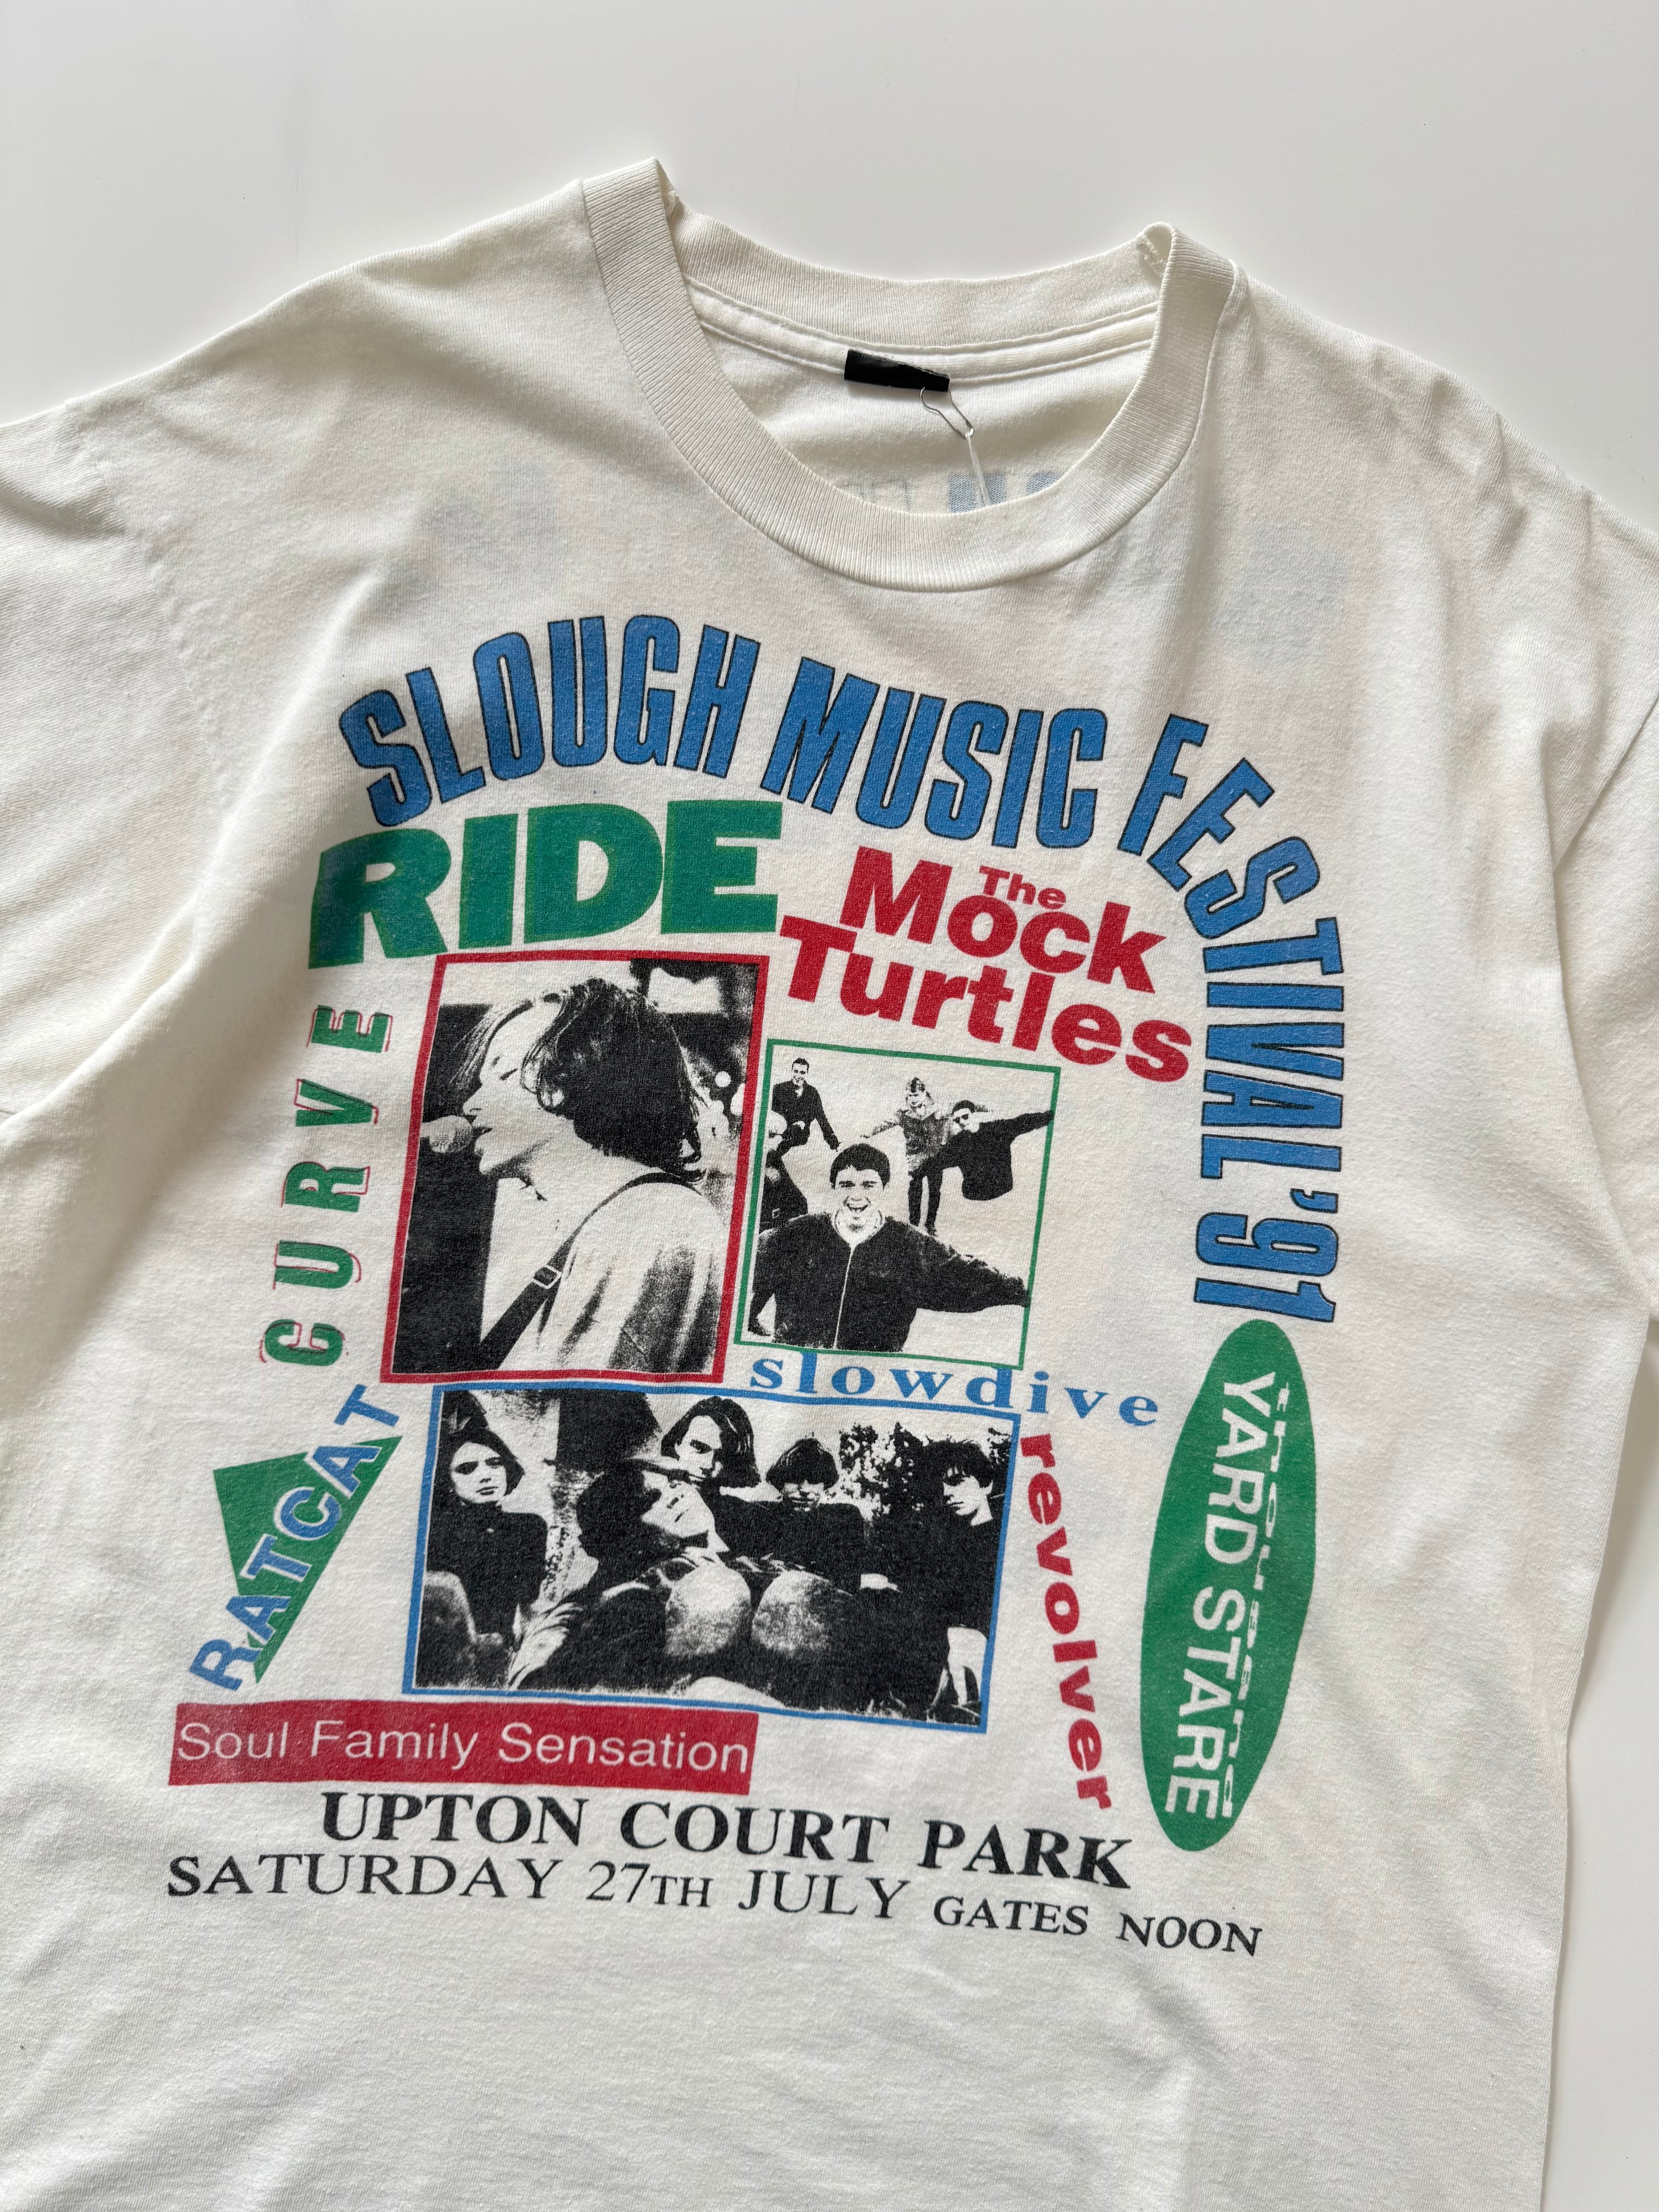 SLOUGH MUSIC FESTIVAL '91
RIDE
The
Mock
Turtles
CURVE
slowdive
RATCAT
revolver
thousand
YARD STARE
Soul Family Sensation
UPTON COURT PARK
SATURDAY 27TH JULY GATES NOON